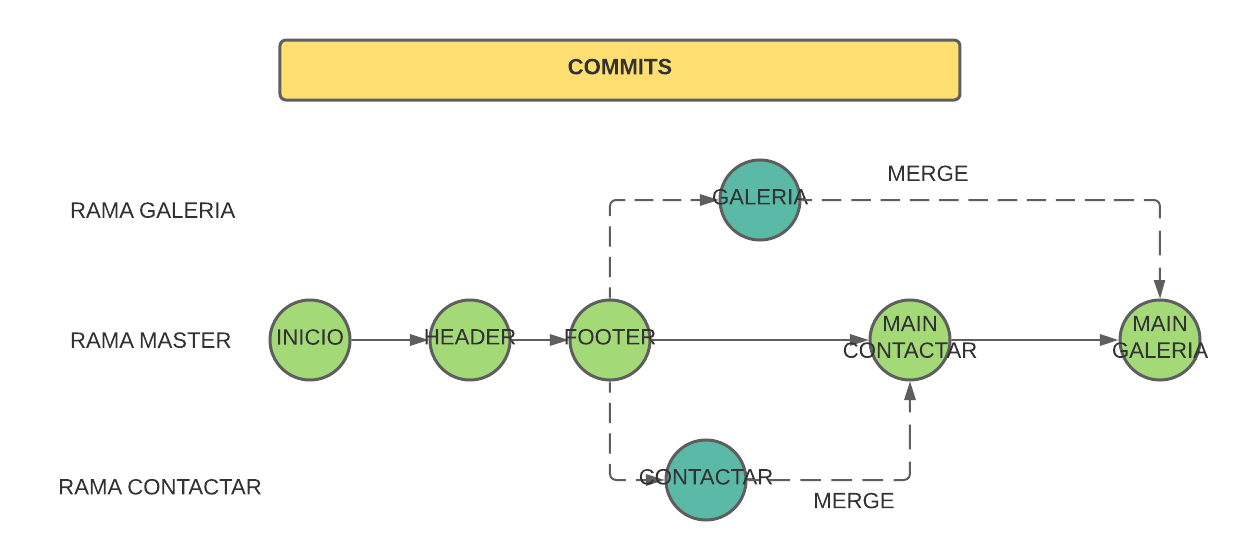 COMMITS
MERGE
GALERIA
RAMA GALERIA
RAMA MASTER
INICIO
HEADER
FOOTER
MAIN
CONTACTAR
MAIN
GALERIA
RAMA CONTACTAR
CONTACTAR
MERGE